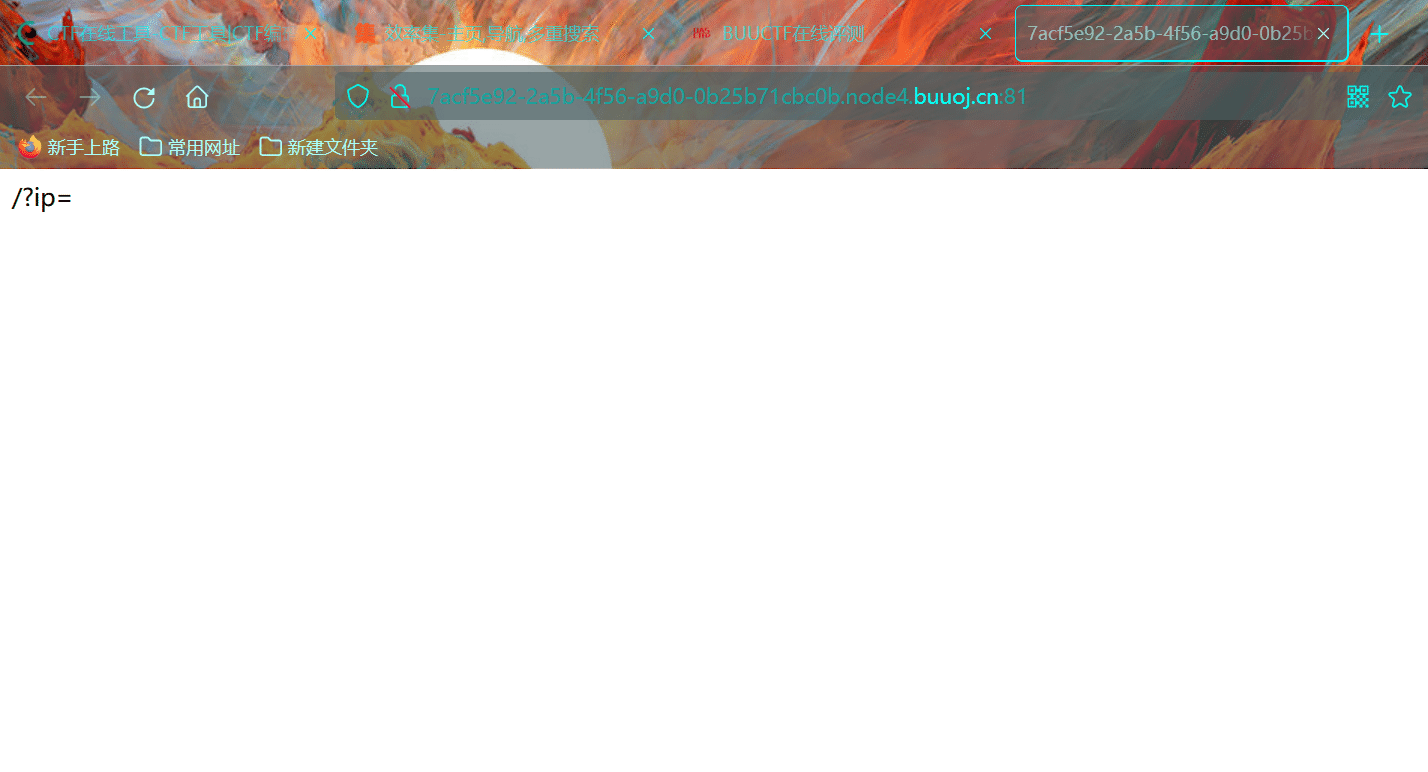 CTF在线工具-CTF工具|CTF编
效率集-主页,导航,多重搜索
BUUCTF在线评测
7acf5e92-2a5b-4f56-a9d0-0b25b
7acf5e92-2a5b-4f56-a9d0-0b25b71cbc0b.node4.buuoj.cn:81
新手上路 常用网址 新建文件夹
/?ip=